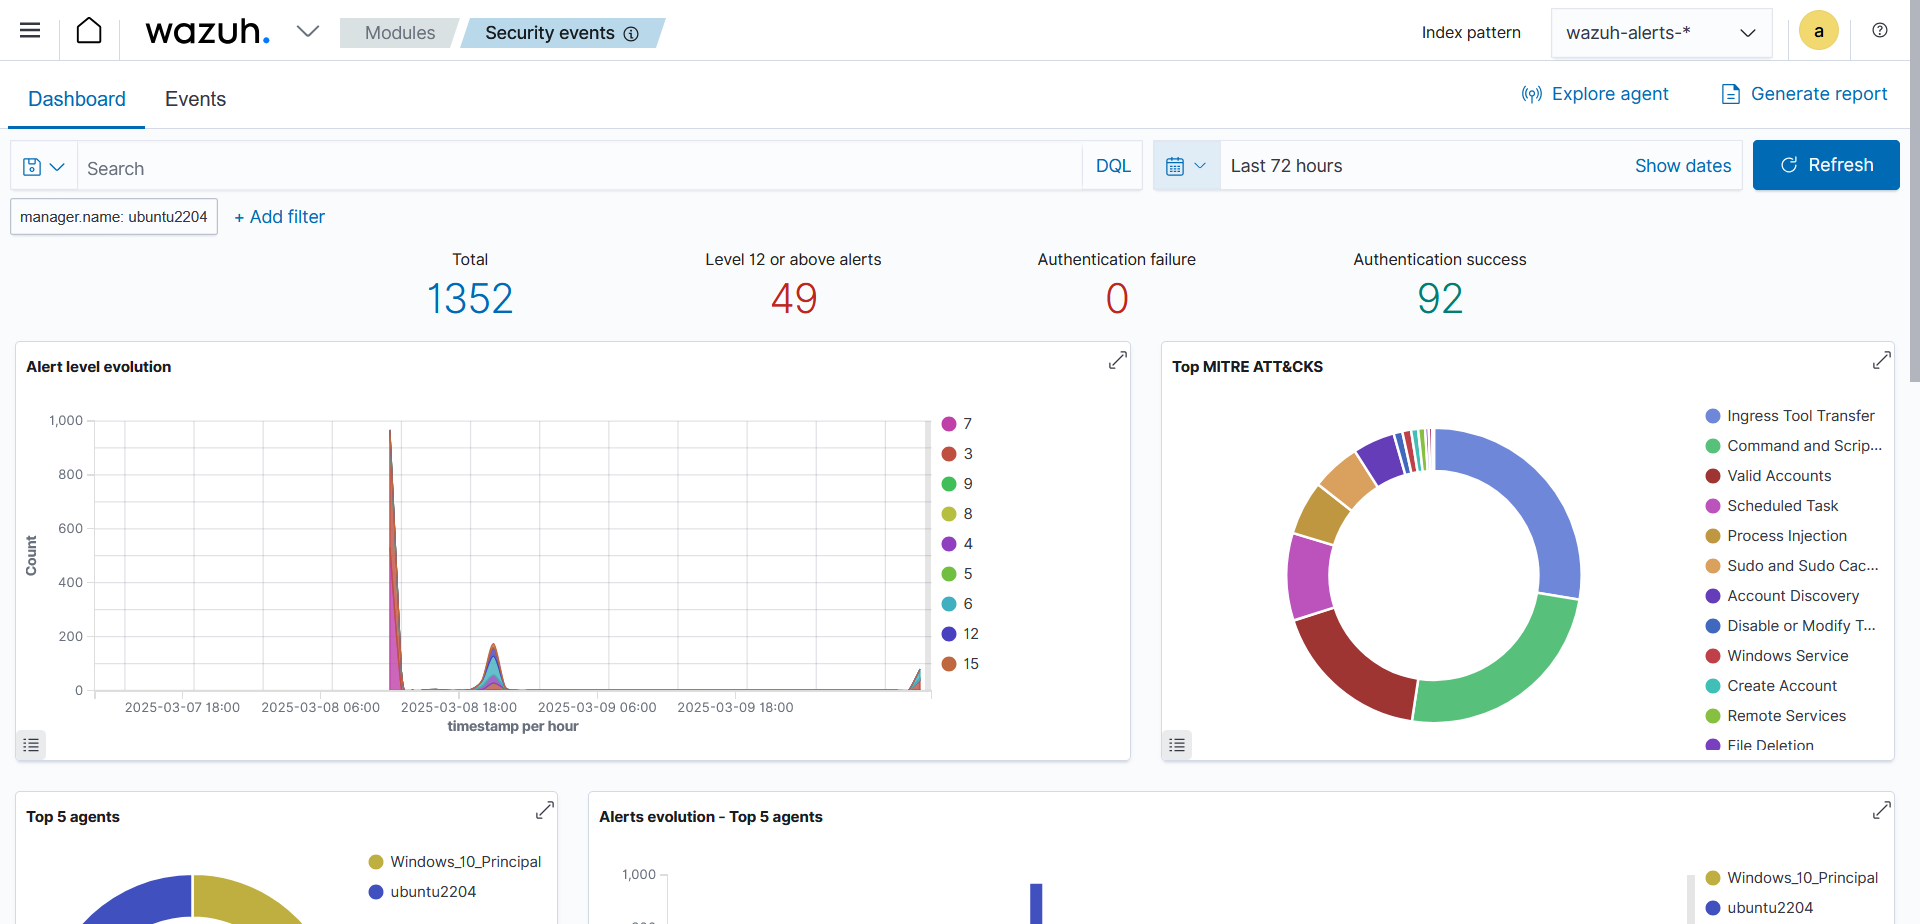 wazuh.
Modules
Security events
Index pattern
wazuh-alerts-*
a
Dashboard
Events
Explore agent
Generate report
Search
DQL
Last 72 hours
Show dates
Refresh
manager.name: ubuntu2204
+ Add filter
Total
1352
Level 12 or above alerts
49
Authentication failure
0
Authentication success
92
Alert level evolution
1,000
800
600
400
200
0
Count
2025-03-07 18:00
2025-03-08 06:00
2025-03-08 18:00
2025-03-09 06:00
2025-03-09 18:00
timestamp per hour
7
3
9
8
4
5
6
12
15
Top MITRE ATT&CKS
Ingress Tool Transfer
Command and Scrip...
Valid Accounts
Scheduled Task
Process Injection
Sudo and Sudo Cac...
Account Discovery
Disable or Modify T...
Windows Service
Create Account
Remote Services
File Deletion
Top 5 agents
Windows_10_Principal
ubuntu2204
Alerts evolution - Top 5 agents
1,000
Windows_10_Principal
ubuntu2204